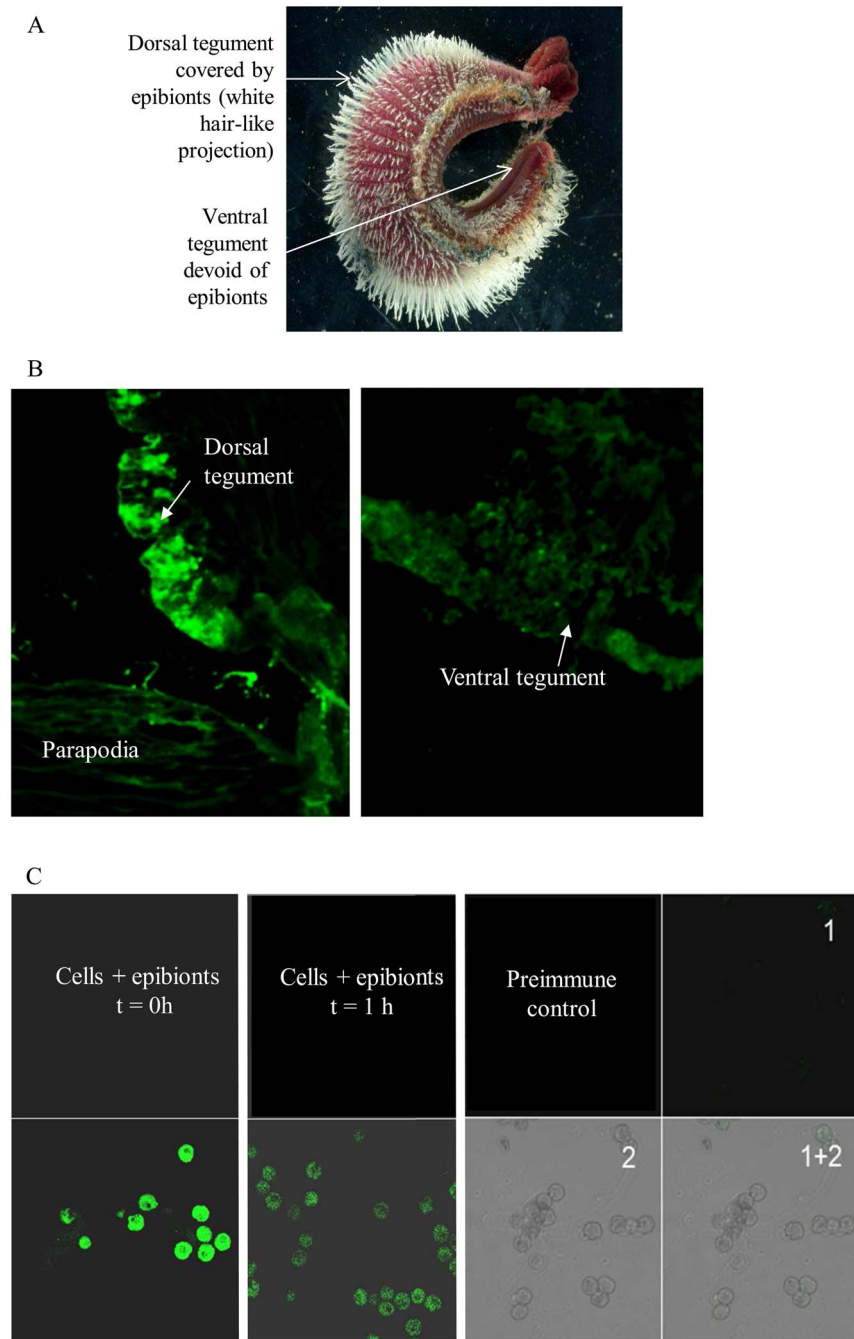 A
Dorsal tegument
covered by
epibionts (white
hair-like
projection)
Ventral
tegument
devoid of
epibionts
B
Dorsal
tegument
Parapodia
Ventral tegument
C
Cells + epibionts
t = 0h
Cells + epibionts
t = 1 h
Preimmune
control
1
2
1+2